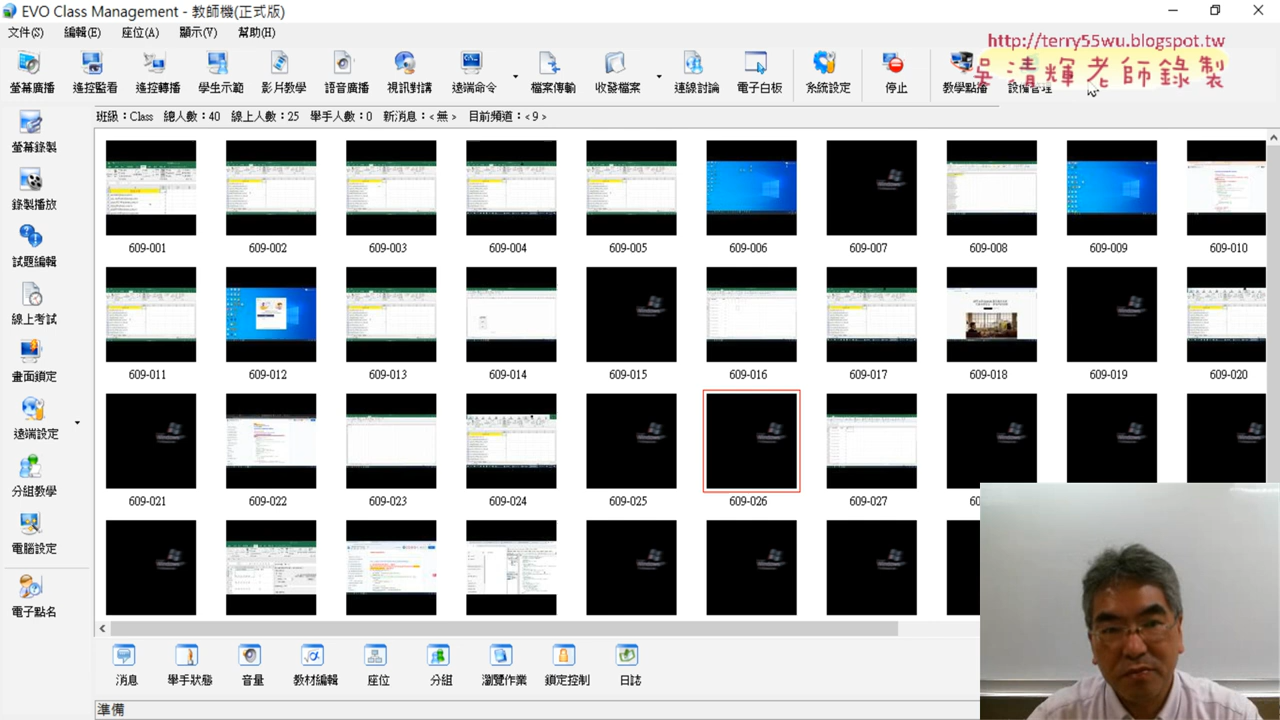 EVO Class Management - 教師機(正式版)
文件(S) 編輯(E) 座位(A) 顯示(V) 幫助(H)
http://terry55wu.blogspot.tw
吳清輝老師錄製
螢幕廣播 遙控監看 遙控轉播 學生示範 影片教學 語音廣播 視訊對講 遠端命令 檔案傳輸 收發檔案 連線討論 電子白板 系統設定 停止 教學點播 設備管理
班級：Class 總人數：40 線上人數：25 舉手人數：0 新消息：<無> 目前頻道：<9>
螢幕錄製
錄製播放
試題編輯
線上考試
畫面鎖定
遠端設定
分組教學
電腦設定
電子點名
609-001 609-002 609-003 609-004 609-005 609-006 609-007 609-008 609-009 609-010
609-011 609-012 609-013 609-014 609-015 609-016 609-017 609-018 609-019 609-020
609-021 609-022 609-023 609-024 609-025 609-026 609-027
消息 舉手狀態 音量 教材編輯 座位 分組 瀏覽作業 鎖定控制 日誌
準備